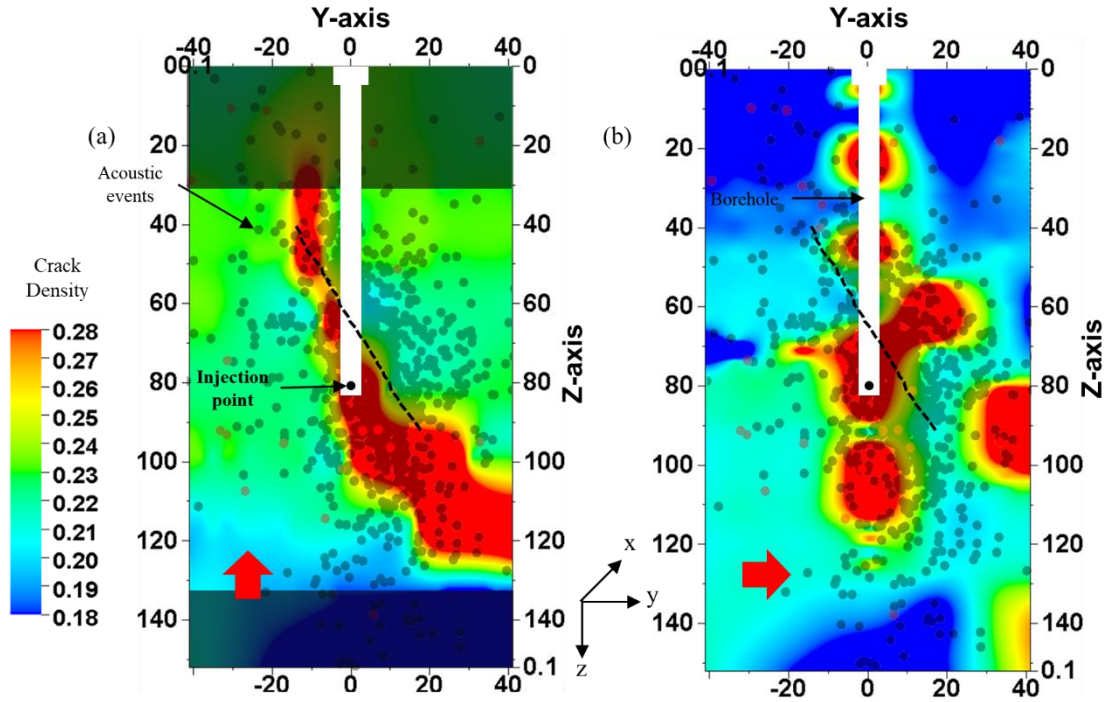 Y-axis
-40 -20 0 20 40
00.1
(a)
Acoustic
events
20
40
60
80
100
120
140
Injection
point
-20 0 20 40
0
20
40
60
80
100
120
140
0.1
Z-axis
Crack
Density
0.28
0.27
0.26
0.25
0.24
0.23
0.22
0.21
0.20
0.19
0.18
x
y
z
Y-axis
-40 -20 0 20 40
00.1
(b)
Borehole
20
40
60
80
100
120
140
-20 0 20 40
0
20
40
60
80
100
120
140
0.1
Z-axis